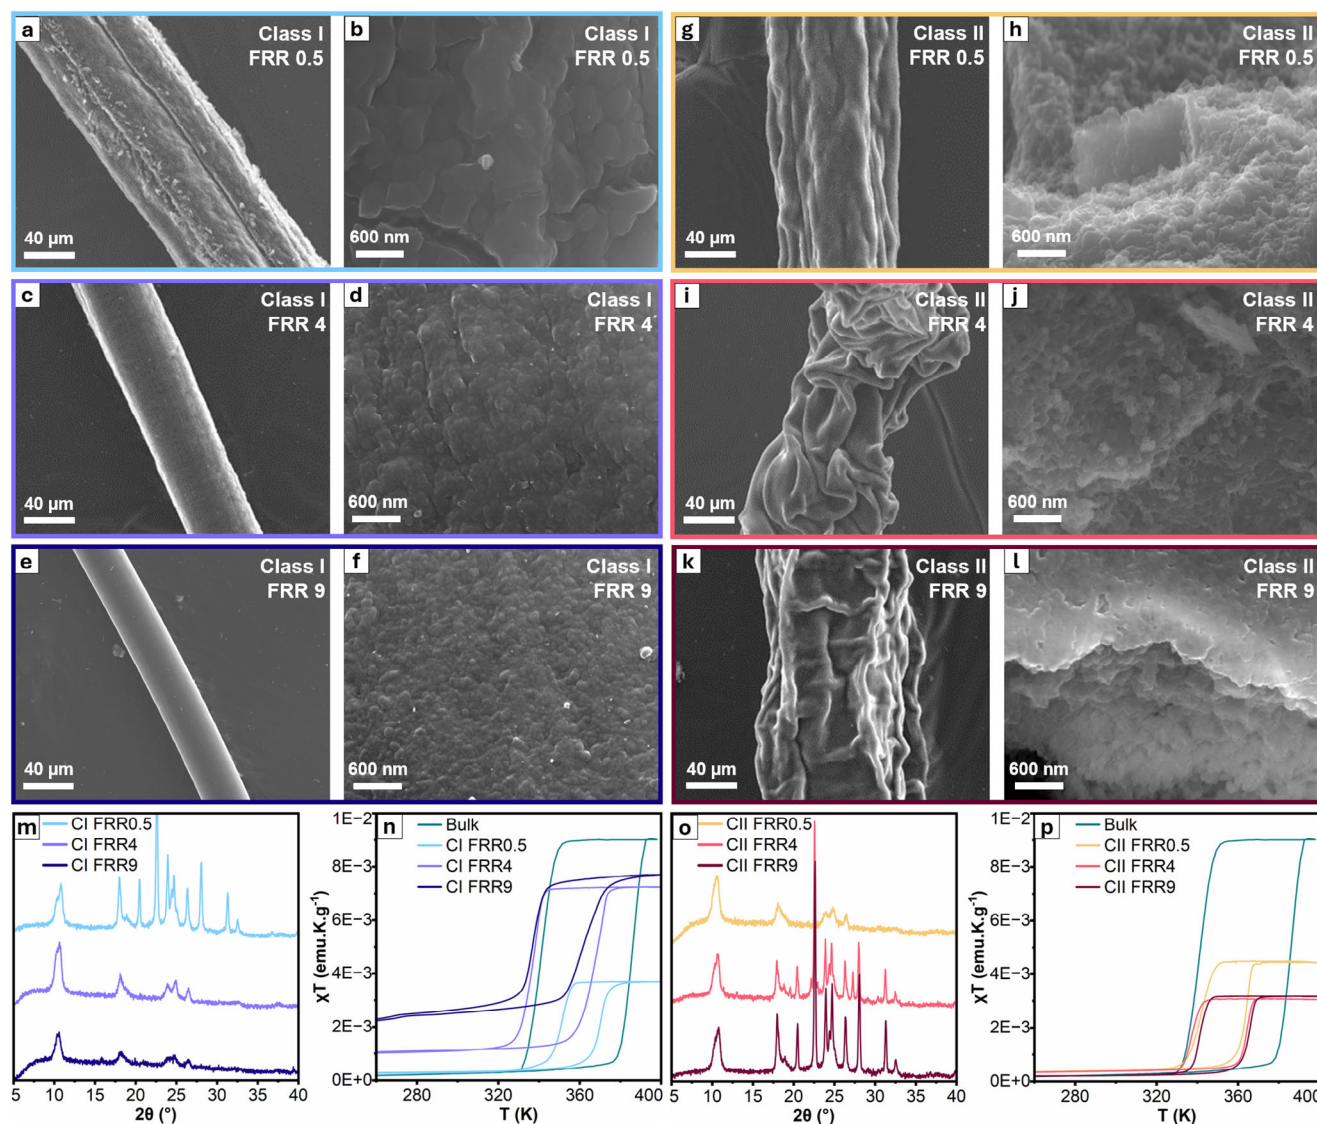 a
Class I
FRR 0.5
40 µm
b
Class I
FRR 0.5
600 nm
g
Class II
FRR 0.5
40 µm
h
Class II
FRR 0.5
600 nm
c
Class I
FRR 4
40 µm
d
Class I
FRR 4
600 nm
i
Class II
FRR 4
40 µm
j
Class II
FRR 4
600 nm
e
Class I
FRR 9
40 µm
f
Class I
FRR 9
600 nm
k
Class II
FRR 9
40 µm
l
Class II
FRR 9
600 nm
m
CI FRR0.5
CI FRR4
CI FRR9
5 10 15 20 25 30 35 40
2θ (°)
n
Bulk
CI FRR0.5
CI FRR4
CI FRR9
1E-2
8E-3
6E-3
4E-3
2E-3
0E+0
χT (emu.K.g⁻¹)
280 320 360 400
T (K)
o
CII FRR0.5
CII FRR4
CII FRR9
5 10 15 20 25 30 35 40
2θ (°)
p
Bulk
CII FRR0.5
CII FRR4
CII FRR9
1E-2
8E-3
6E-3
4E-3
2E-3
0E+0
χT (emu.K.g⁻¹)
280 320 360 400
T (K)